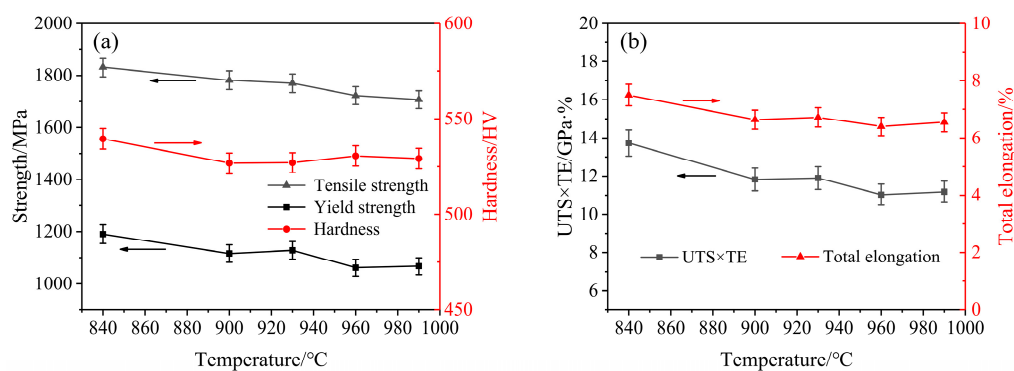 (a)
Strength/MPa
2000
1800
1600
1400
1200
1000
600
550
500
450
Hardness/HV
Tensile strength
Yield strength
Hardness
840 860 880 900 920 940 960 980 1000
Temperature/℃
(b)
UTS×TE/GPa·%
20
18
16
14
12
10
8
6
10
8
6
4
2
0
Total elongation/%
UTS×TE
Total elongation
840 860 880 900 920 940 960 980 1000
Temperature/℃